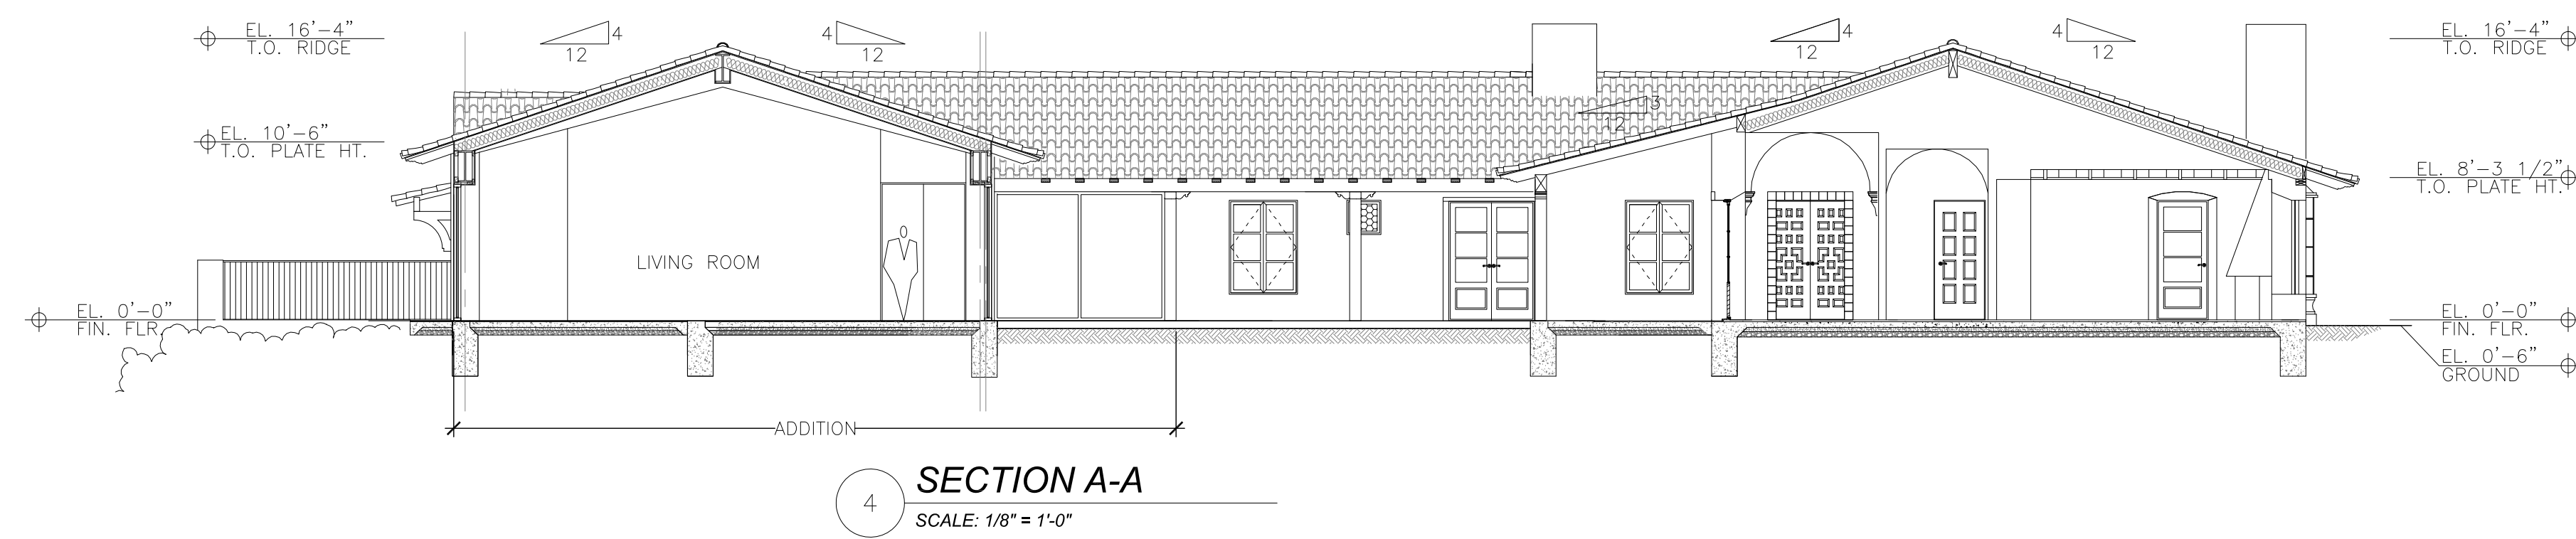 EL. 16'-4"
T.O. RIDGE
4
12
4
12
4
12
4
12
EL. 16'-4"
T.O. RIDGE
3
12
EL. 10'-6"
T.O. PLATE HT.
EL. 8'-3 1/2"
T.O. PLATE HT.
LIVING ROOM
EL. 0'-0"
FIN. FLR.
EL. 0'-0"
FIN. FLR.
EL. 0'-6"
GROUND
ADDITION
4
SECTION A-A
SCALE: 1/8" = 1'-0"